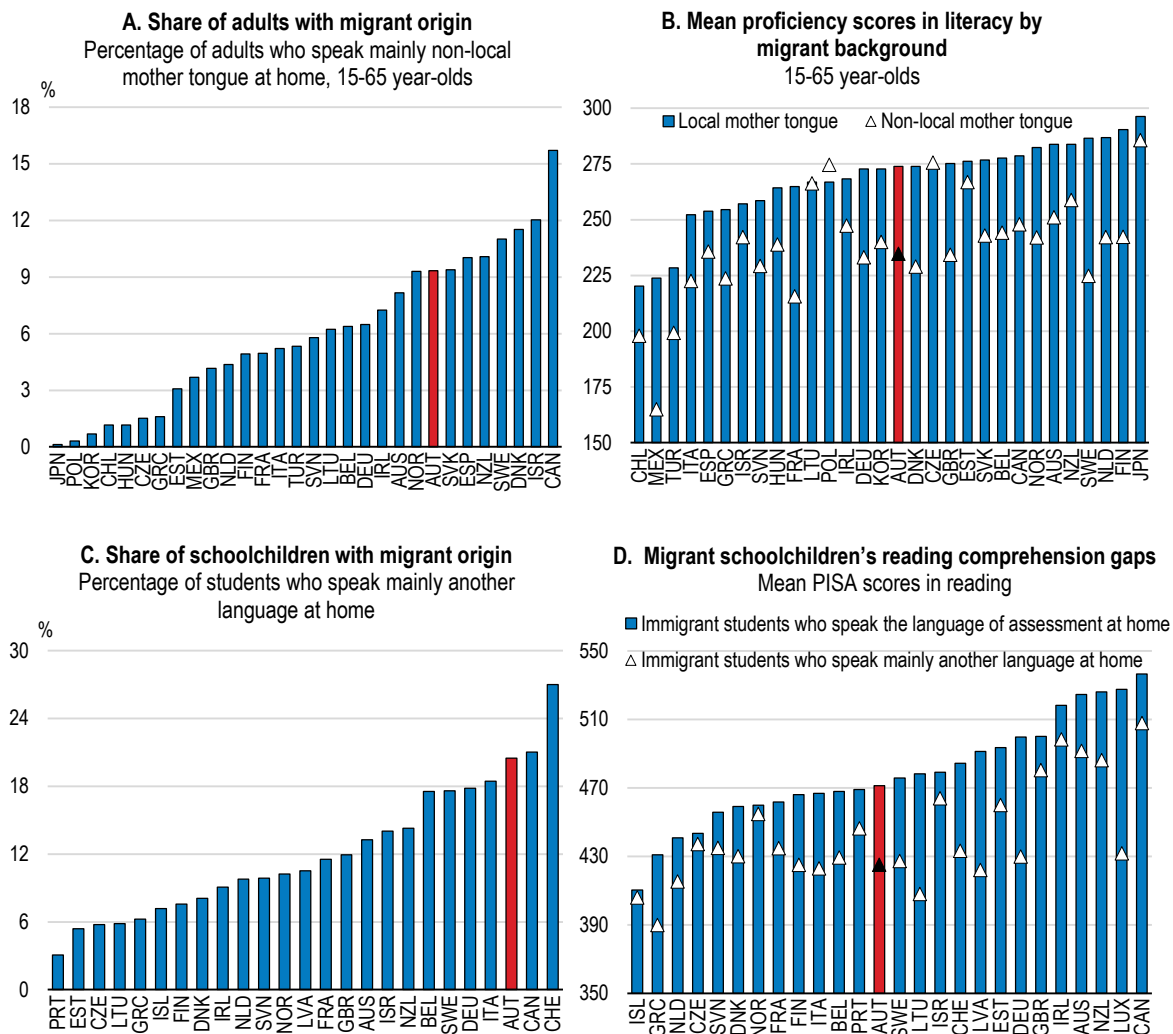 A. Share of adults with migrant origin
Percentage of adults who speak mainly non-local
mother tongue at home, 15-65 year-olds
%
18
15
12
9
6
3
0
JPN POL KOR CHL HUN CZE GRC EST MEX GBR NLD FIN FRA ITA TUR SVN LTU BEL DEU IRL AUS NOR AUT SVK ESP NZL SWE DNK ISR CAN
B. Mean proficiency scores in literacy by
migrant background
15-65 year-olds
300
Local mother tongue Non-local mother tongue
275
250
225
200
175
150
CHL MEX TUR ITA ESP GRC ISR SVN HUN FRA LTU POL IRL DEU KOR AUT DNK CZE GBR EST SVK BEL CAN NOR AUS NZL SWE NLD FIN JPN
C. Share of schoolchildren with migrant origin
Percentage of students who speak mainly another
language at home
%
30
24
18
12
6
0
PRT EST CZE LTU GRC ISL FIN DNK IRL NLD SVN NOR LVA FRA GBR AUS ISR NZL BEL SWE DEU ITA AUT CAN CHE
D. Migrant schoolchildren's reading comprehension gaps
Mean PISA scores in reading
Immigrant students who speak the language of assessment at home
550
Immigrant students who speak mainly another language at home
510
470
430
390
350
ISL GRC NLD CZE SVN DNK NOR FRA FIN ITA BEL PRT AUT SWE LTU ISR CHE LVA EST DEU GBR IRL AUS NZL LUX CAN